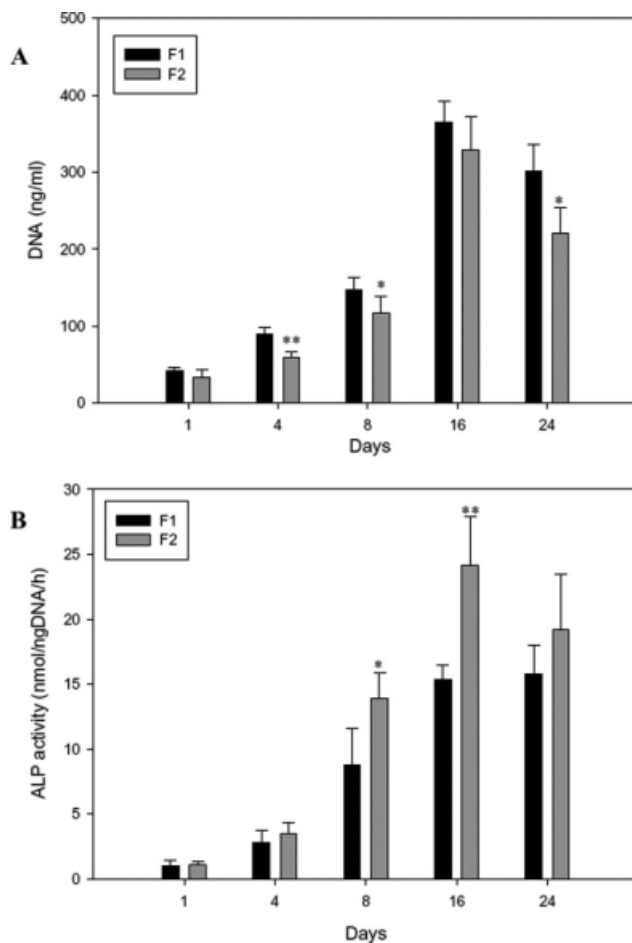 A
F1
F2
DNA (ng/ml)
500
400
300
200
100
0
**
*
*
1 4 8 16 24
Days
B
F1
F2
ALP activity (nmol/ngDNA/h)
30
25
20
15
10
5
0
*
**
1 4 8 16 24
Days